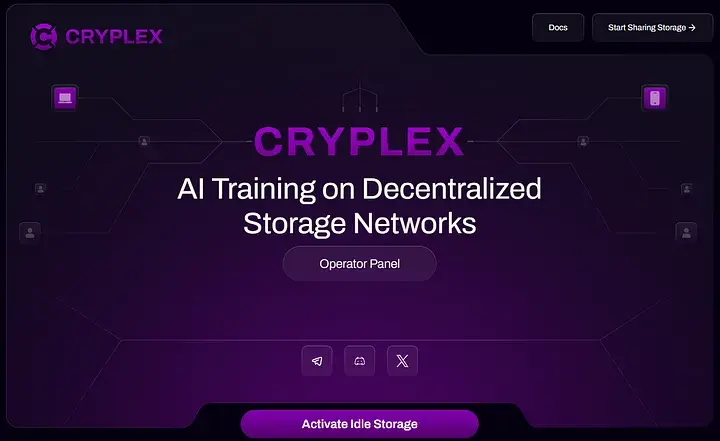 CRYPLEX
Docs
Start Sharing Storage →
CRYPLEX
AI Training on Decentralized
Storage Networks
Operator Panel
Activate Idle Storage